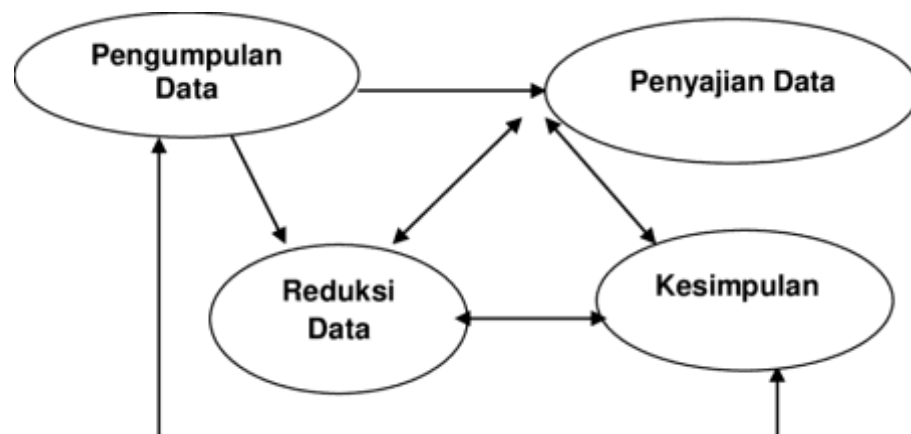 Pengumpulan
Data
Penyajian Data
Reduksi
Data
Kesimpulan